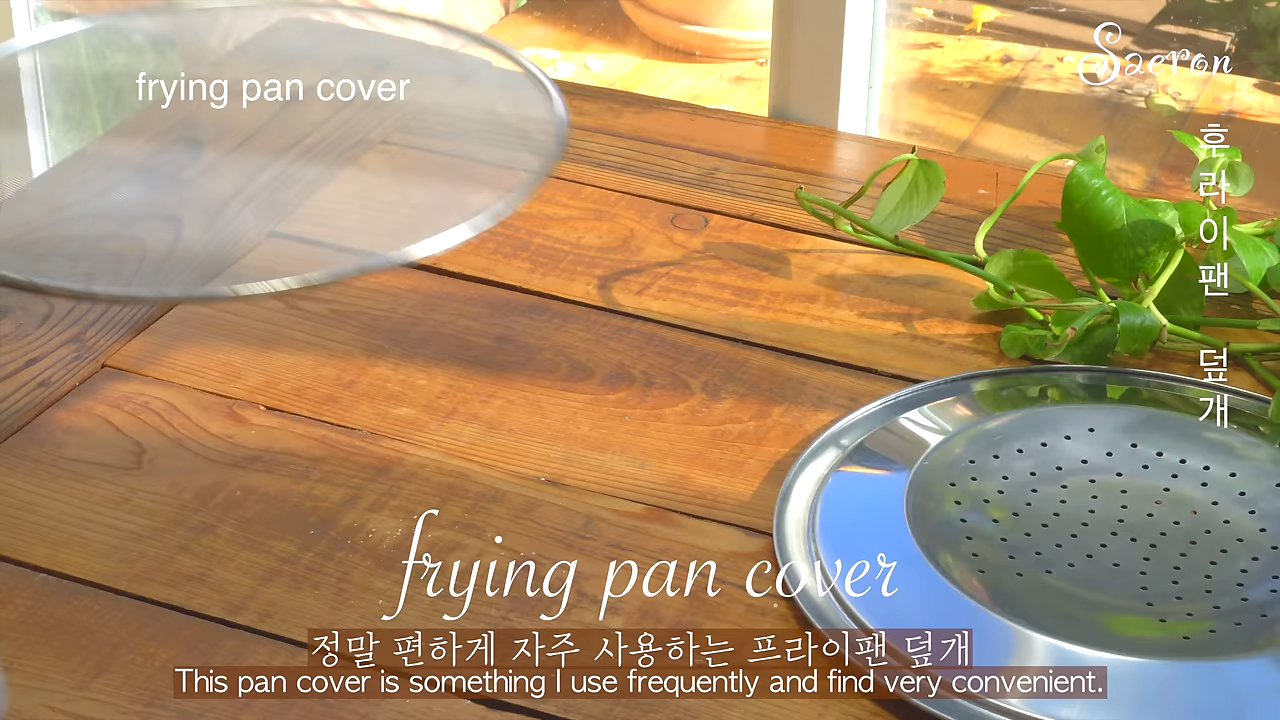 frying pan cover
Saeron
후라이팬 덮개
frying pan cover
정말 편하게 자주 사용하는 프라이팬 덮개
This pan cover is something I use frequently and find very convenient.